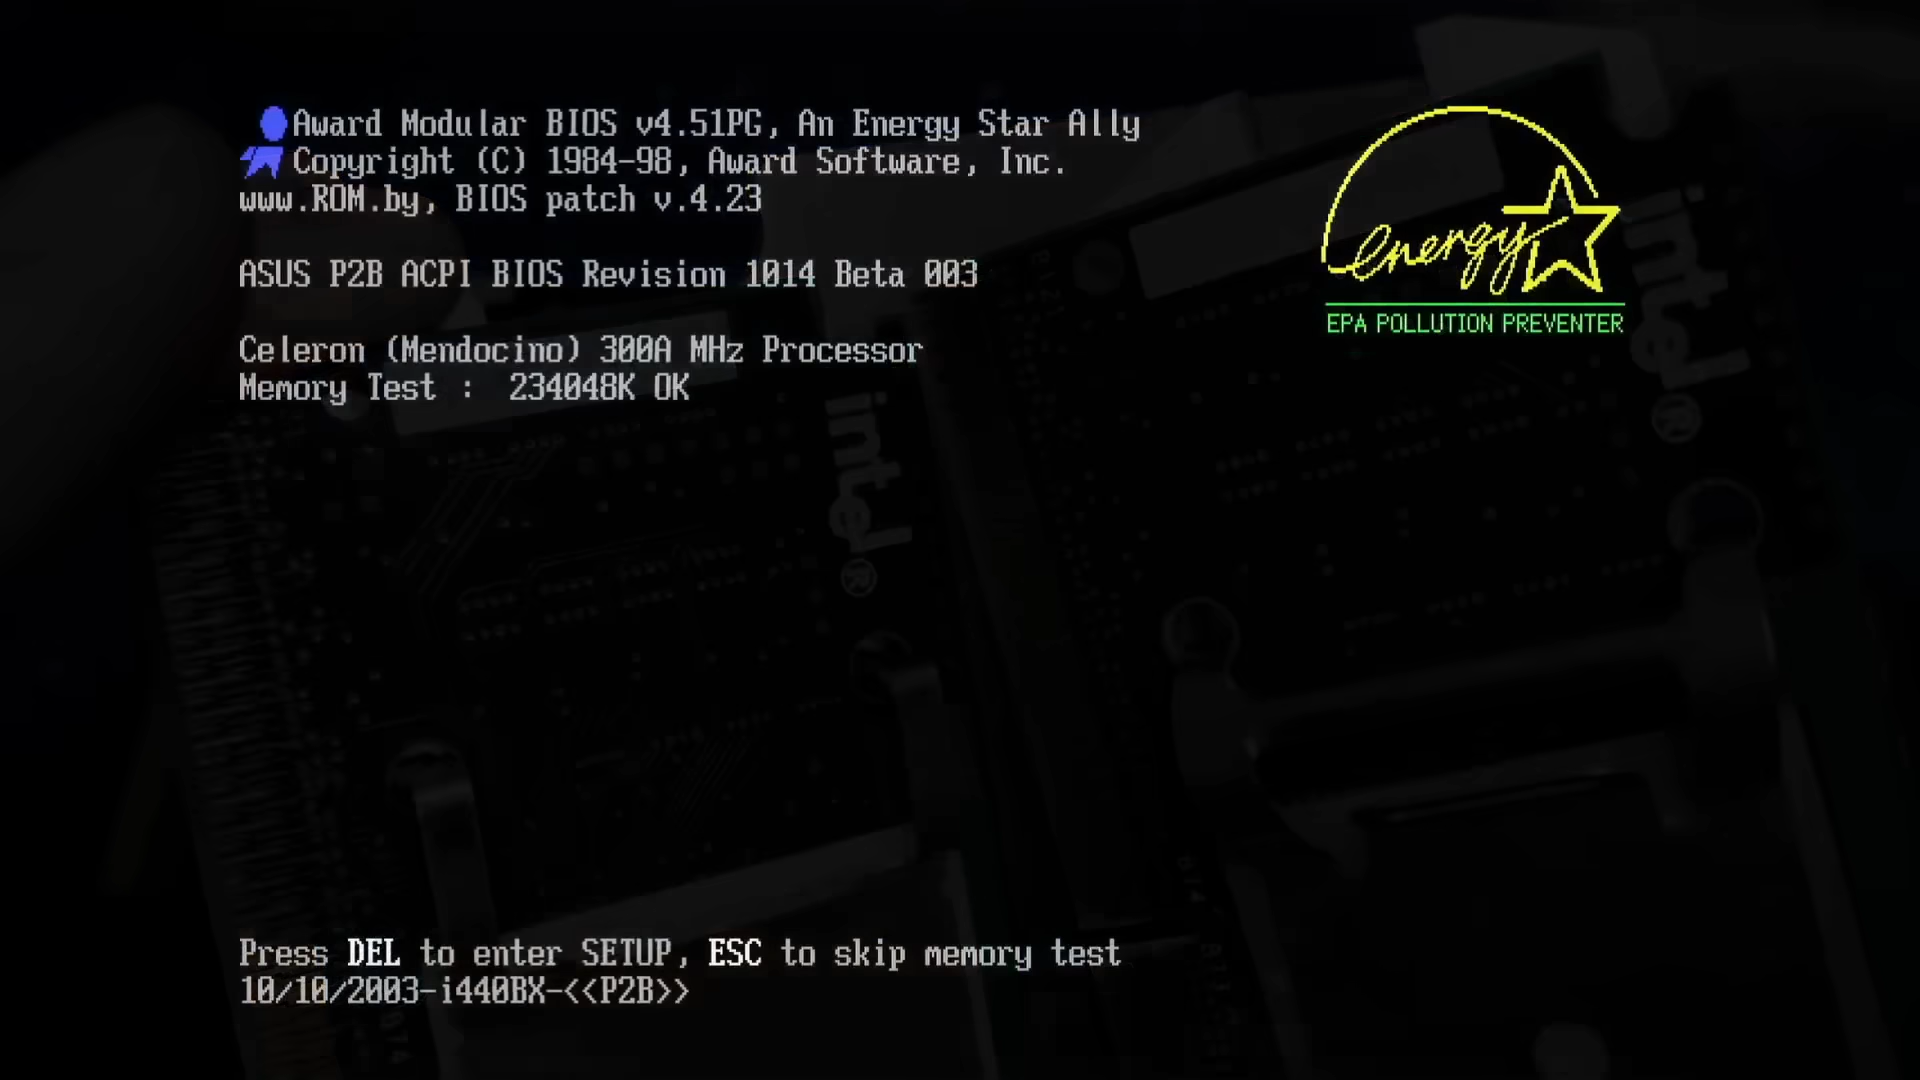 Award Modular BIOS v4.51PG, An Energy Star Ally
Copyright (C) 1984-98, Award Software, Inc.
www.ROM.by, BIOS patch v.4.23
ASUS P2B ACPI BIOS Revision 1014 Beta 003
energy
EPA POLLUTION PREVENTER
Celeron (Mendocino) 300A MHz Processor
Memory Test :  234048K OK
intel®
intel®
Press DEL to enter SETUP, ESC to skip memory test
10/10/2003-i440BX-<<P2B>>